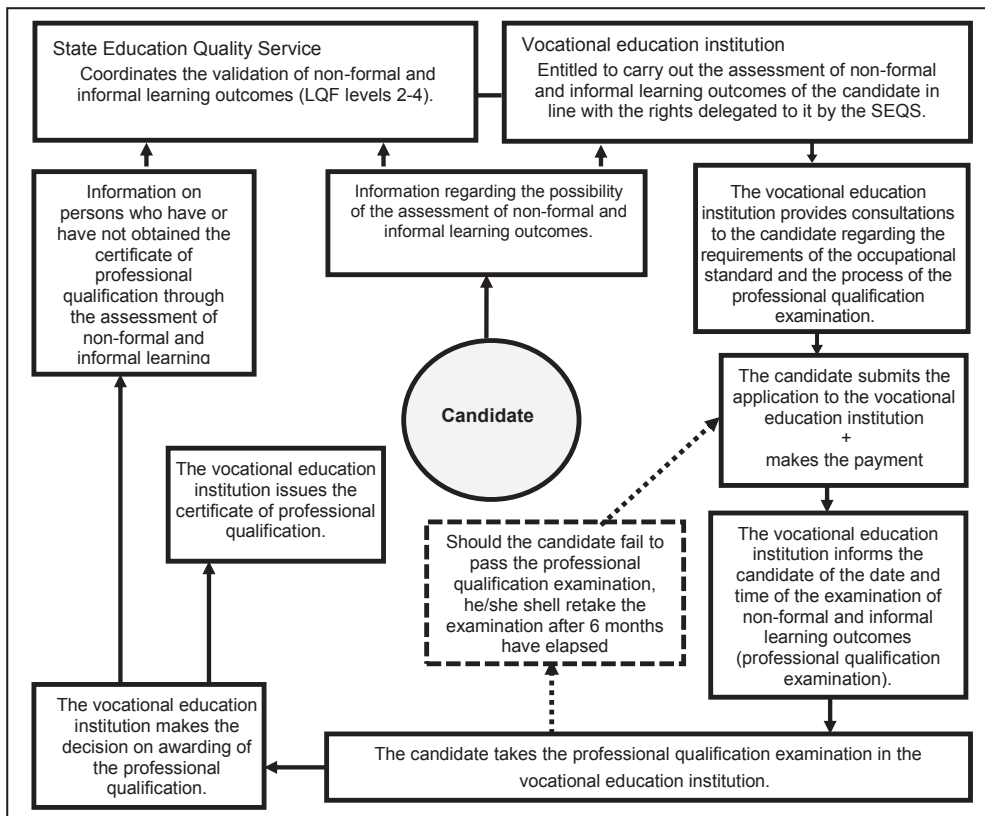 State Education Quality Service
Coordinates the validation of non-formal and
informal learning outcomes (LQF levels 2-4).
Vocational education institution
Entitled to carry out the assessment of non-formal
and informal learning outcomes of the candidate in
line with the rights delegated to it by the SEQS.
Information on
persons who have or
have not obtained the
certificate of
professional
qualification through
the assessment of
non-formal and
informal learning
Information regarding the possibility
of the assessment of non-formal and
informal learning outcomes.
The vocational education
institution provides consultations
to the candidate regarding the
requirements of the occupational
standard and the process of the
professional qualification
examination.
Candidate
The candidate submits the
application to the vocational
education institution
+
makes the payment
The vocational education
institution issues the
certificate of professional
qualification.
Should the candidate fail to
pass the professional
qualification examination,
he/she shell retake the
examination after 6 months
have elapsed
The vocational education
institution informs the
candidate of the date and
time of the examination of
non-formal and informal
learning outcomes
(professional qualification
examination).
The vocational education
institution makes the
decision on awarding of
the professional
qualification.
The candidate takes the professional qualification examination in the
vocational education institution.